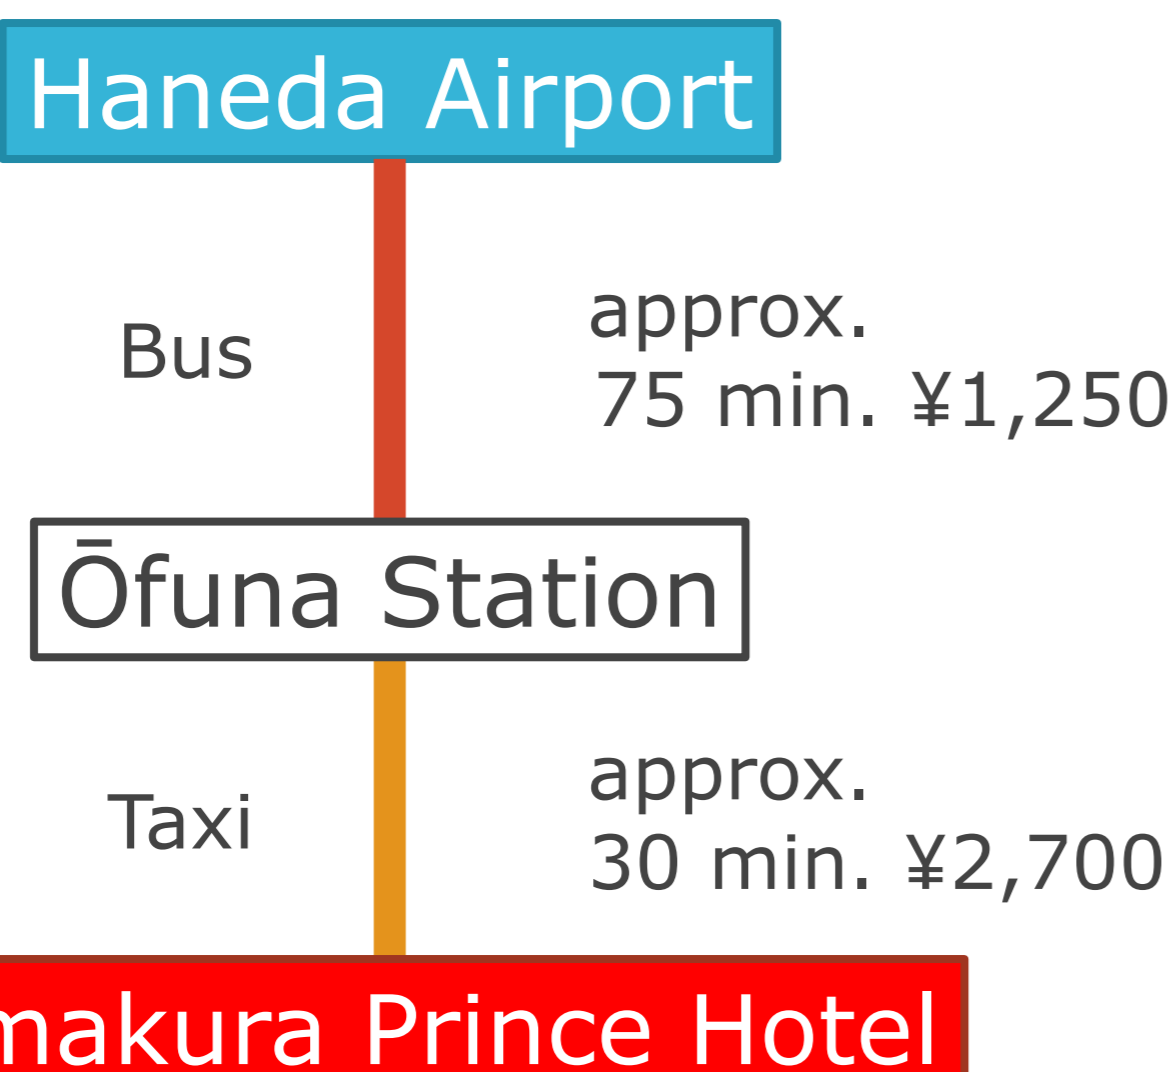 Haneda Airport
Bus
approx.
75 min. ¥1,250
Ōfuna Station
Taxi
approx.
30 min. ¥2,700
makura Prince Hotel